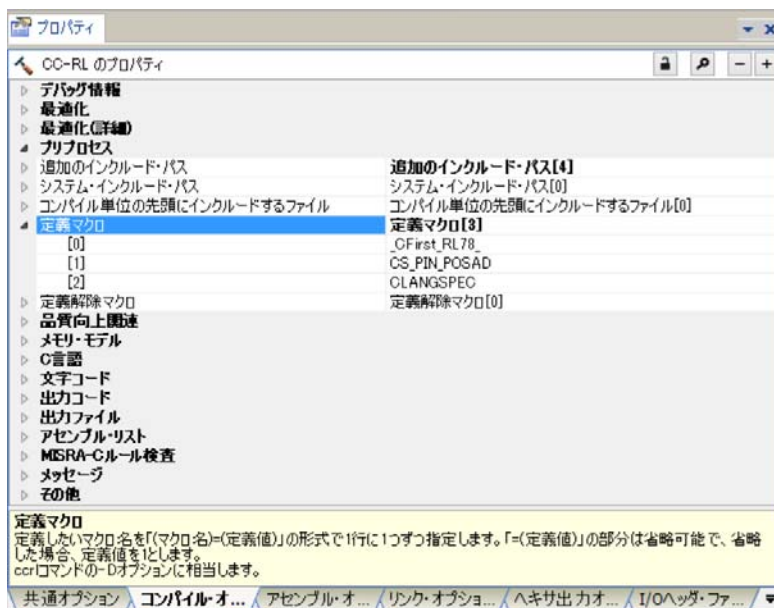 プロパティ
CC-RL のプロパティ
デバッグ情報
最適化
最適化(詳細)
プリプロセス
追加のインクルード・パス 追加のインクルード・パス[4]
システム・インクルード・パス システム・インクルード・パス[0]
コンパイル単位の先頭にインクルードするファイル コンパイル単位の先頭にインクルードするファイル[0]
定義マクロ 定義マクロ[3]
[0] _CFirst_RL78_
[1] CS_PIN_POSAD
[2] CLANGSPEC
定義解除マクロ 定義解除マクロ[0]
品質向上関連
メモリ・モデル
C言語
文字コード
出力コード
出力ファイル
アセンブル・リスト
MISRA-Cルール検査
メッセージ
その他
定義マクロ
定義したいマクロ名を「(マクロ名)=(定義値)」の形式で1行に1つずつ指定します。「=(定義値)」の部分は省略可能で、省略
した場合、定義値を1とします。
ccrlコマンドの-Dオプションに相当します。
共通オプション コンパイル・オ... アセンブル・オ... リンク・オプショ... ヘキサ出力オ... I/Oヘッダ・ファ...